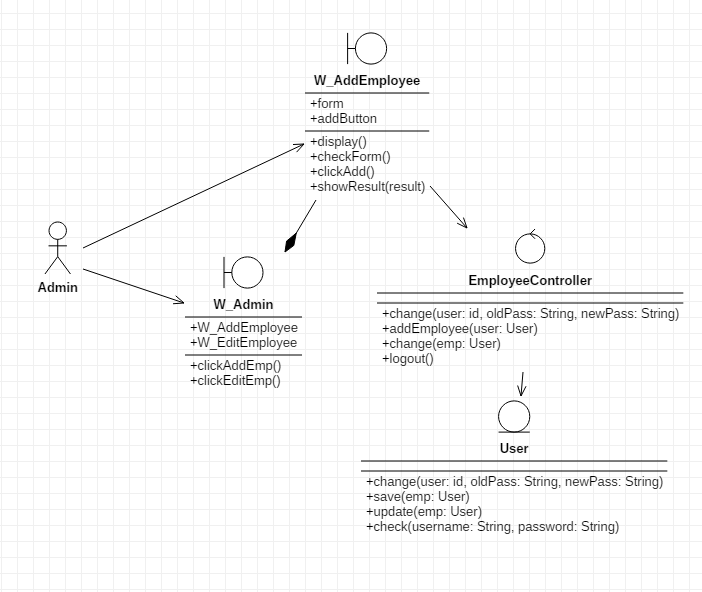 W_AddEmployee
+form
+addButton
+display()
+checkForm()
+clickAdd()
+showResult(result)
Admin
W_Admin
+W_AddEmployee
+W_EditEmployee
+clickAddEmp()
+clickEditEmp()
EmployeeController
+change(user: id, oldPass: String, newPass: String)
+addEmployee(user: User)
+change(emp: User)
+logout()
User
+change(user: id, oldPass: String, newPass: String)
+save(emp: User)
+update(emp: User)
+check(username: String, password: String)